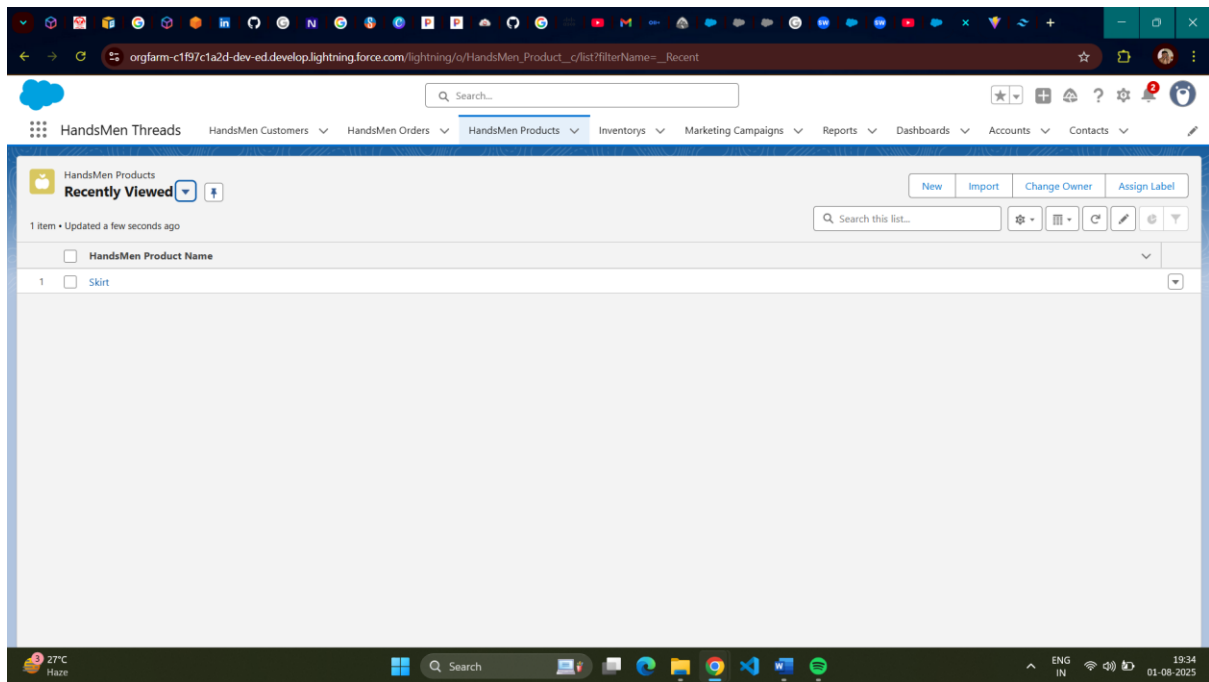 orgfarm-c1f97c1a2d-dev-ed.develop.lightning.force.com/lightning/o/HandsMen_Product__c/list?filterName=__Recent
Search...
2
HandsMen Threads HandsMen Customers HandsMen Orders HandsMen Products Inventorys Marketing Campaigns Reports Dashboards Accounts Contacts
HandsMen Products
Recently Viewed
New Import Change Owner Assign Label
1 item • Updated a few seconds ago
Search this list...
HandsMen Product Name
1 Skirt
3 27°C
Haze
Search
ENG
IN
19:34
01-08-2025